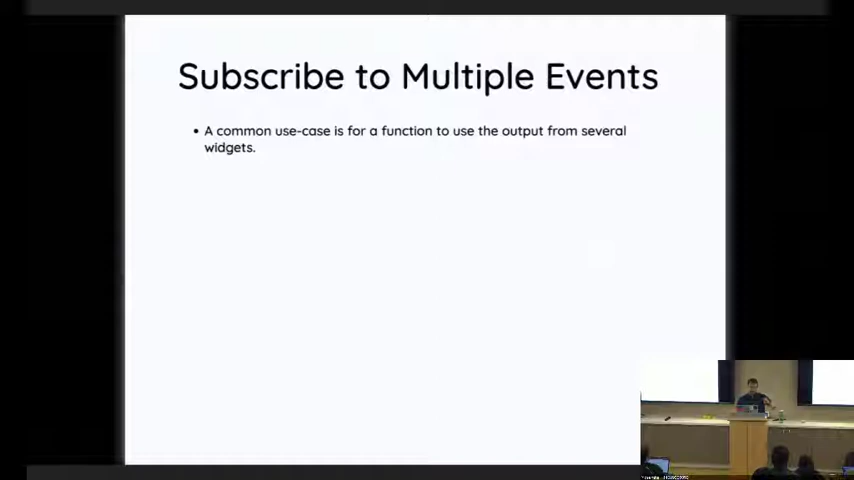 Subscribe to Multiple Events
• A common use-case is for a function to use the output from several
widgets.